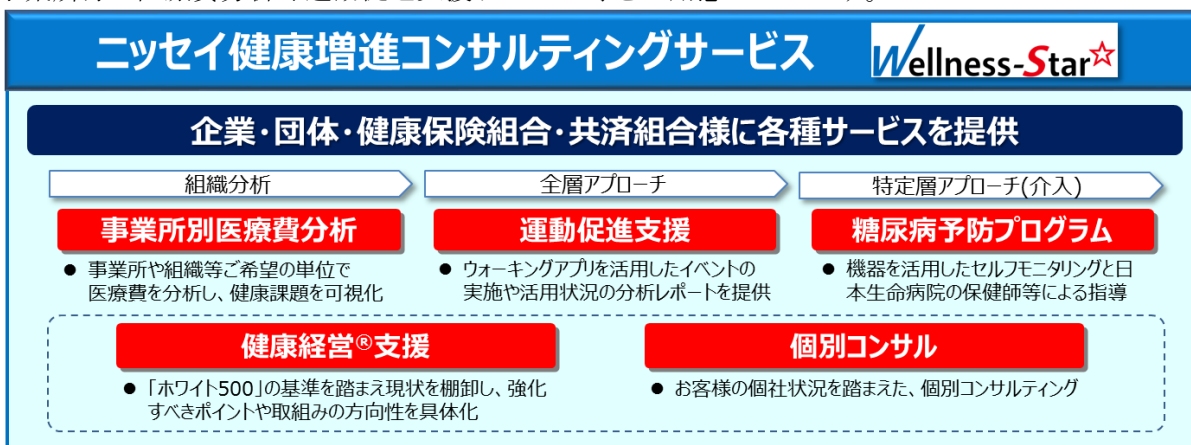 ニッセイ健康増進コンサルティングサービス Wellness-Star☆
企業・団体・健康保険組合・共済組合様に各種サービスを提供
組織分析
全層アプローチ
特定層アプローチ(介入)
事業所別医療費分析
● 事業所や組織等ご希望の単位で
医療費を分析し、健康課題を可視化
運動促進支援
● ウォーキングアプリを活用したイベントの
実施や活用状況の分析レポートを提供
糖尿病予防プログラム
● 機器を活用したセルフモニタリングと日
本生命病院の保健師等による指導
健康経営®支援
● 「ホワイト500」の基準を踏まえ現状を棚卸し、強化
すべきポイントや取組みの方向性を具体化
個別コンサル
● お客様の個社状況を踏まえた、個別コンサルティング